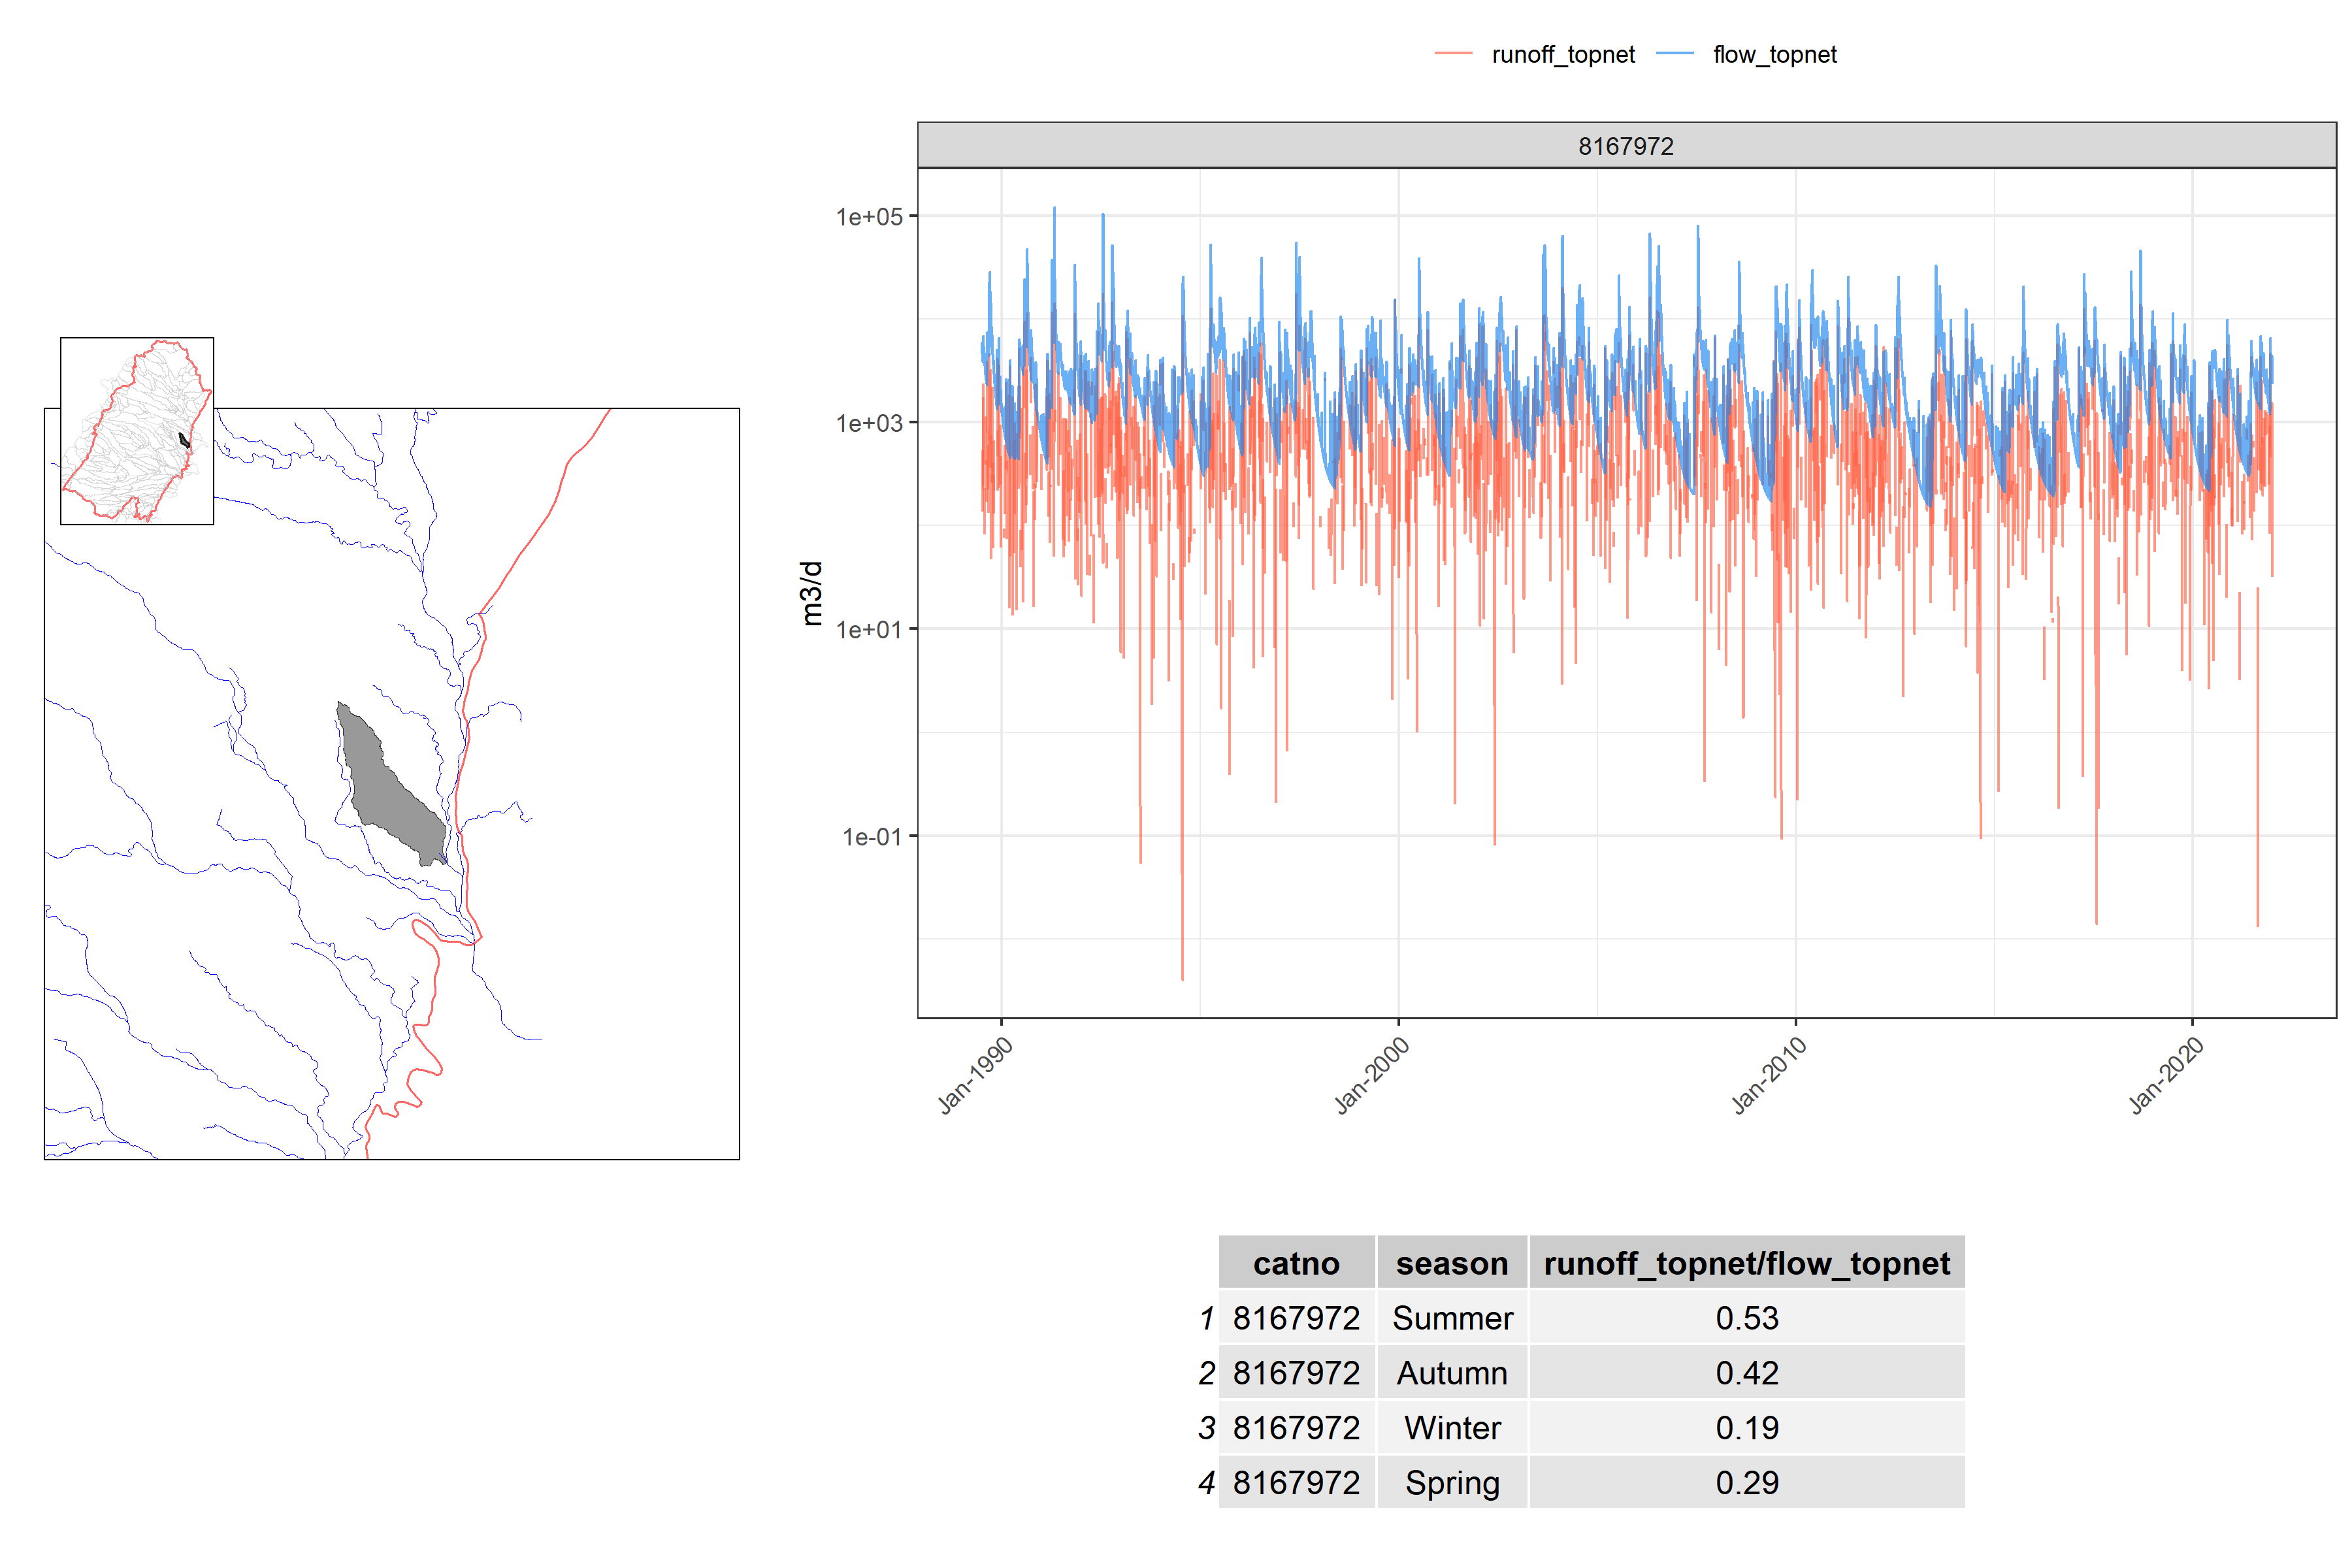 runoff_topnet flow_topnet
8167972
1e+05
1e+03
1e+01
1e-01
m3/d
Jan-1990 Jan-2000 Jan-2010 Jan-2020
catno season runoff_topnet/flow_topnet
1 8167972 Summer 0.53
2 8167972 Autumn 0.42
3 8167972 Winter 0.19
4 8167972 Spring 0.29